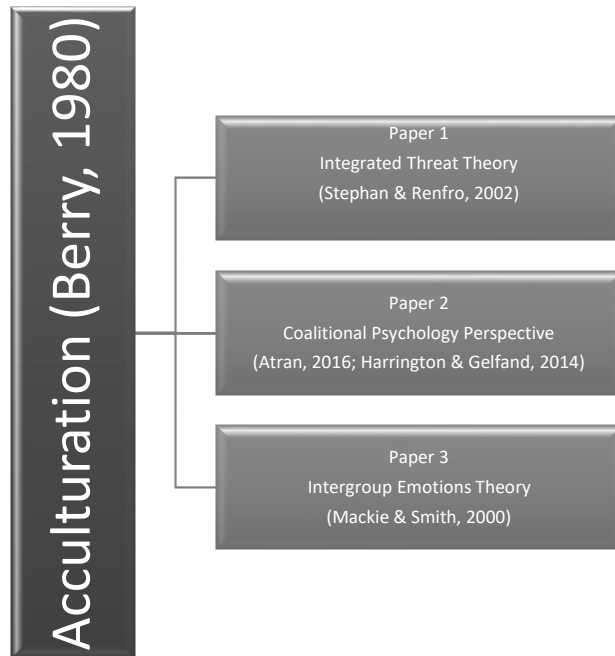 Acculturation (Berry, 1980)
Paper 1
Integrated Threat Theory
(Stephan & Renfro, 2002)
Paper 2
Coalitional Psychology Perspective
(Atran, 2016; Harrington & Gelfand, 2014)
Paper 3
Intergroup Emotions Theory
(Mackie & Smith, 2000)